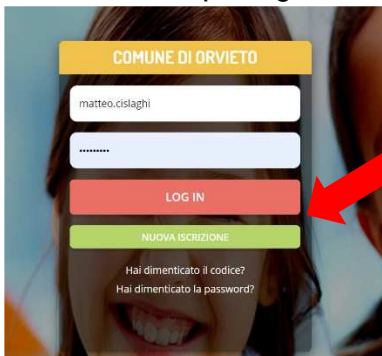 COMUNE DI ORVIETO
matteo.cislaghi
•••••••••
LOG IN
NUOVA ISCRIZIONE
Hai dimenticato il codice?
Hai dimenticato la password?